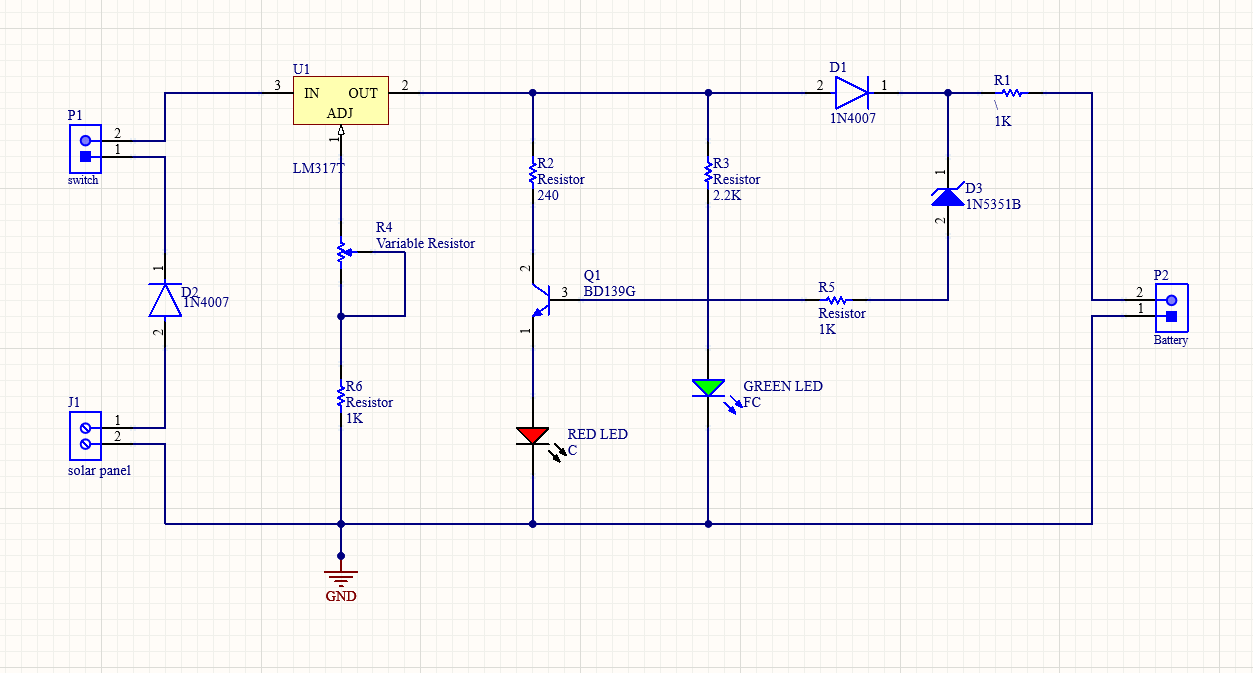 U1
3
IN
OUT
2
ADJ
1
LM317T
P1
2
1
switch
D1
2
1
1N4007
R1
1K
R2
Resistor
240
R3
Resistor
2.2K
1
D3
1N5351B
2
R4
Variable Resistor
1
D2
1N4007
2
2
Q1
BD139G
3
1
R5
Resistor
1K
P2
2
1
Battery
R6
Resistor
1K
GREEN LED
FC
J1
1
2
solar panel
RED LED
C
GND